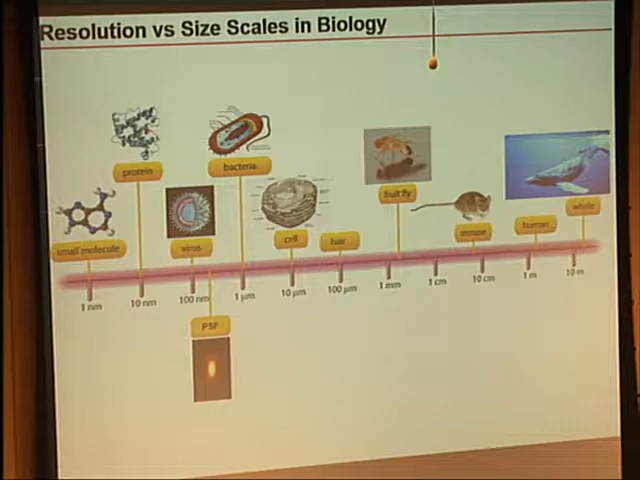 Resolution vs Size Scales in Biology
protein
bacteria
small molecule
virus
cell
hair
fruit fly
mouse
human
whale
1 nm
10 nm
100 nm
1 µm
10 µm
100 µm
1 mm
1 cm
10 cm
1 m
10 m
PSF